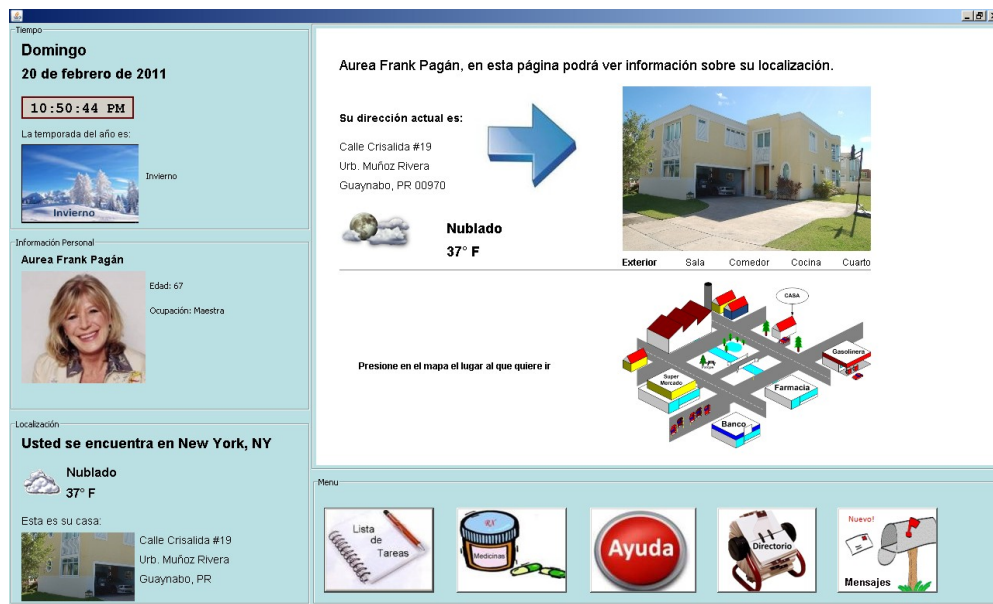 Tiempo
Domingo
20 de febrero de 2011
10:50:44 PM
La temporada del año es:
Invierno
Invierno
Información Personal
Aurea Frank Pagán
Edad: 67
Ocupación: Maestra
Localización
Usted se encuentra en New York, NY
Nublado
37° F
Esta es su casa:
Calle Crisalida #19
Urb. Muñoz Rivera
Guaynabo, PR
Aurea Frank Pagán, en esta página podrá ver información sobre su localización.
Su dirección actual es:
Calle Crisalida #19
Urb. Muñoz Rivera
Guaynabo, PR 00970
Nublado
37° F
Exterior Sala Comedor Cocina Cuarto
Presione en el mapa el lugar al que quiere ir
CASA
Gasolinera
Super
Mercado
Farmacia
Banco
Menu
Lista
de
Tareas
RX
Medicinas
Ayuda
Directorio
Nuevo!
Mensajes